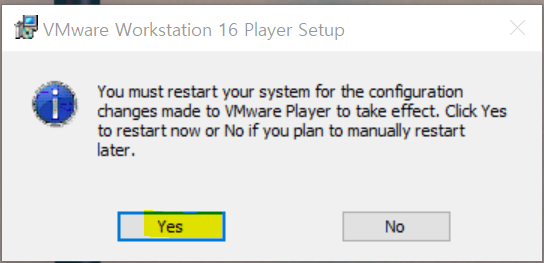 VMware Workstation 16 Player Setup
You must restart your system for the configuration
changes made to VMware Player to take effect. Click Yes
to restart now or No if you plan to manually restart
later.
Yes
No